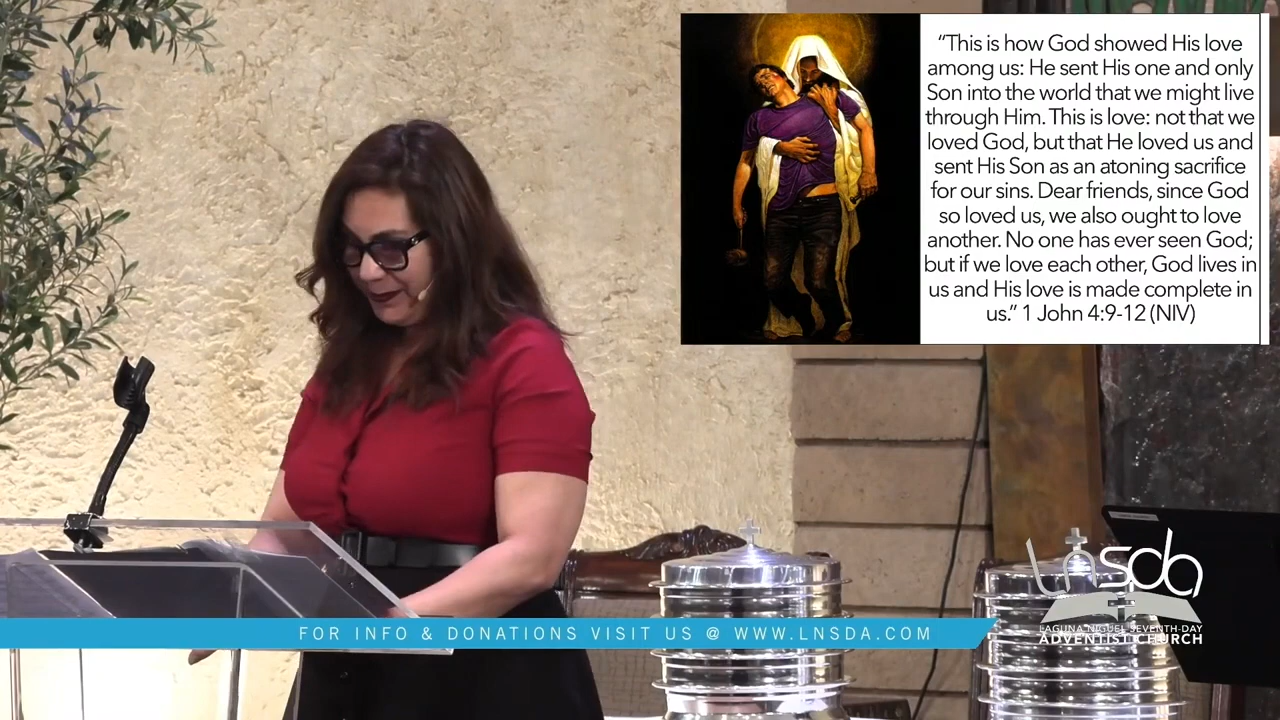 “This is how God showed His love
among us: He sent His one and only
Son into the world that we might live
through Him. This is love: not that we
loved God, but that He loved us and
sent His Son as an atoning sacrifice
for our sins. Dear friends, since God
so loved us, we also ought to love
another. No one has ever seen God;
but if we love each other, God lives in
us and His love is made complete in
us.” 1 John 4:9-12 (NIV)
FOR INFO & DONATIONS VISIT US @ WWW.LNSDA.COM
LNSDA
LAGUNA NIGUEL SEVENTH-DAY
ADVENTIST CHURCH